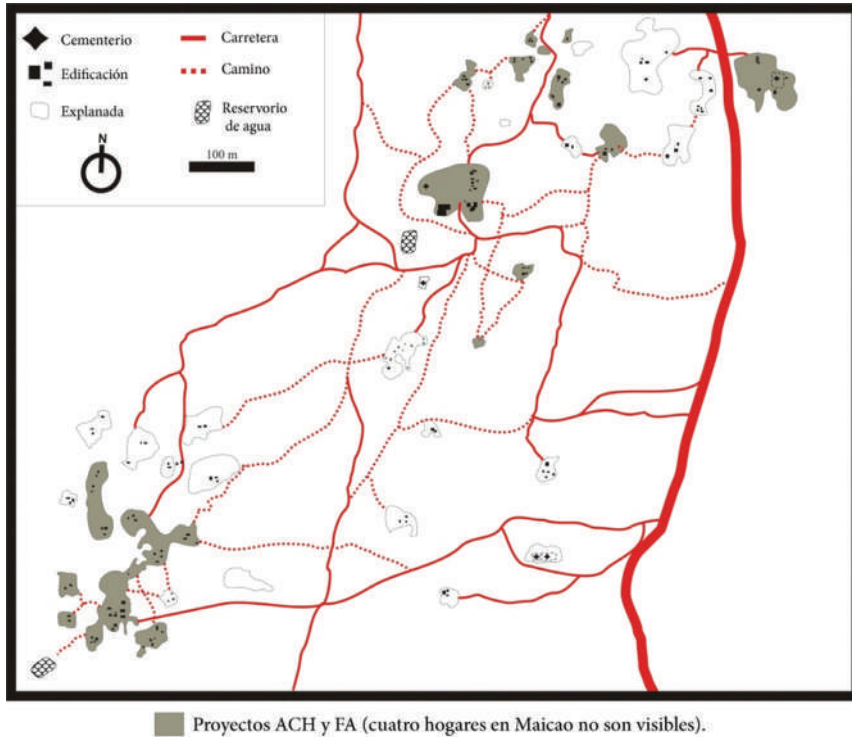 Cementerio
Carretera
Edificación
Camino
Explanada
Reservorio
de agua
N
100 m
Proyectos ACH y FA (cuatro hogares en Maicao no son visibles).